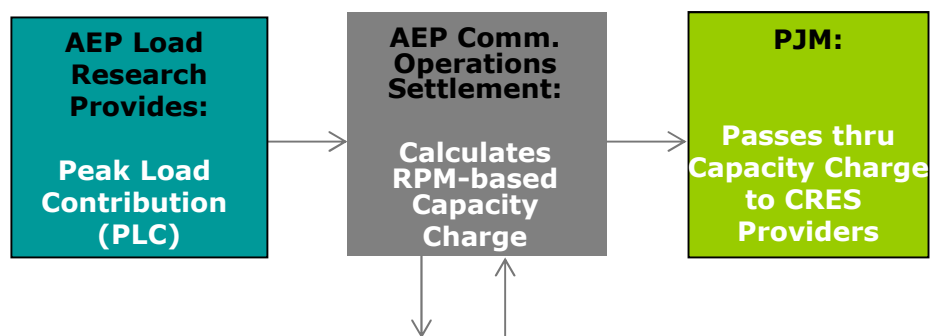 AEP Load
Research
Provides:
Peak Load
Contribution
(PLC)
AEP Comm.
Operations
Settlement:
Calculates
RPM-based
Capacity
Charge
PJM:
Passes thru
Capacity Charge
to CRES
Providers